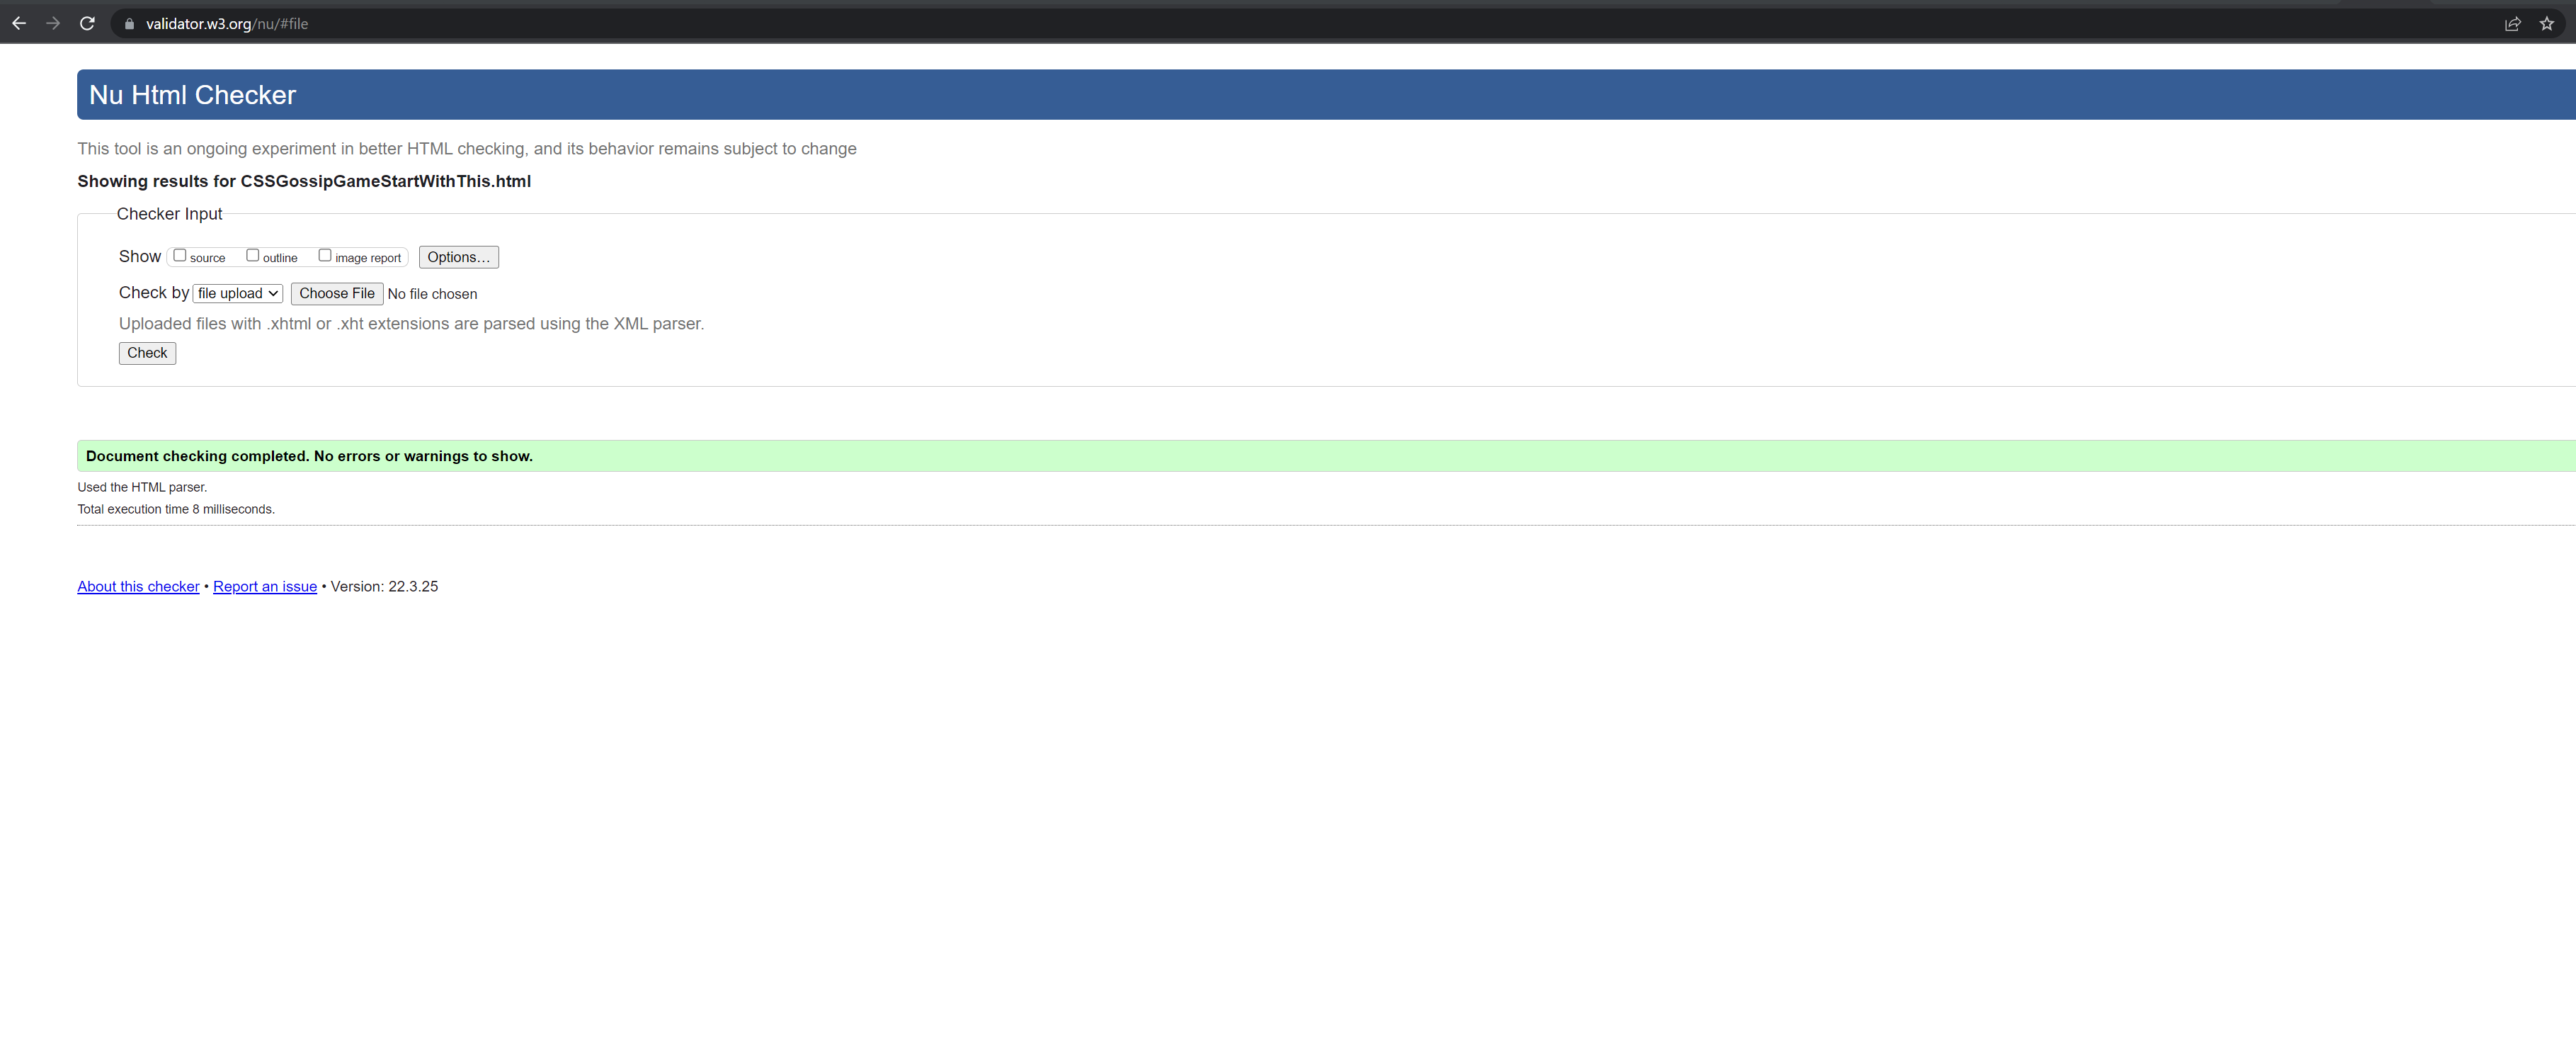 validator.w3.org/nu/#file
Nu Html Checker
This tool is an ongoing experiment in better HTML checking, and its behavior remains subject to change
Showing results for CSSGossipGameStartWithThis.html
Checker Input
Show source outline image report Options...
Check by file upload Choose File No file chosen
Uploaded files with .xhtml or .xht extensions are parsed using the XML parser.
Check
Document checking completed. No errors or warnings to show.
Used the HTML parser.
Total execution time 8 milliseconds.
About this checker • Report an issue • Version: 22.3.25